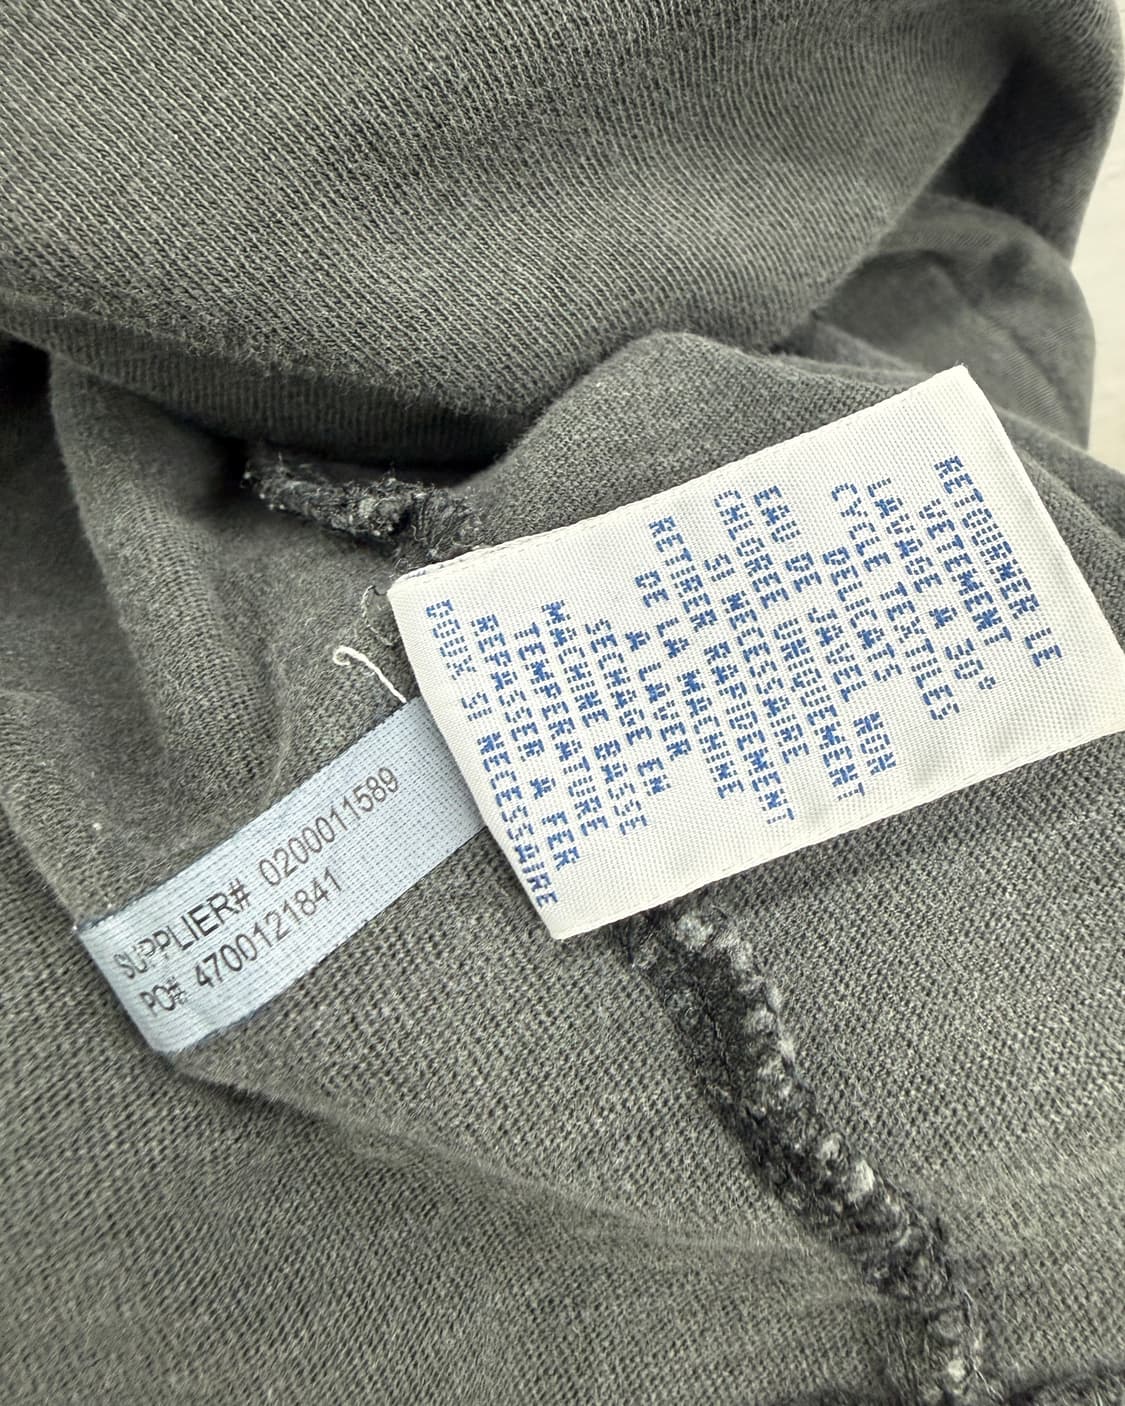 RETOURNER LE
VETEMENT
LAVAGE A 30°
CYCLE TEXTILES
DELICATS
EAU DE JAVEL NON
CHLOREE UNIQUEMENT
SI NECESSAIRE
RETIRER RAPIDEMENT
DE LA MACHINE
A LAVER
SECHAGE EN
MACHINE BASSE
TEMPERATURE
REPASSER A FER
DOUX SI NECESSAIRE
SUPPLIER# 0200011589
PO# 4700121841